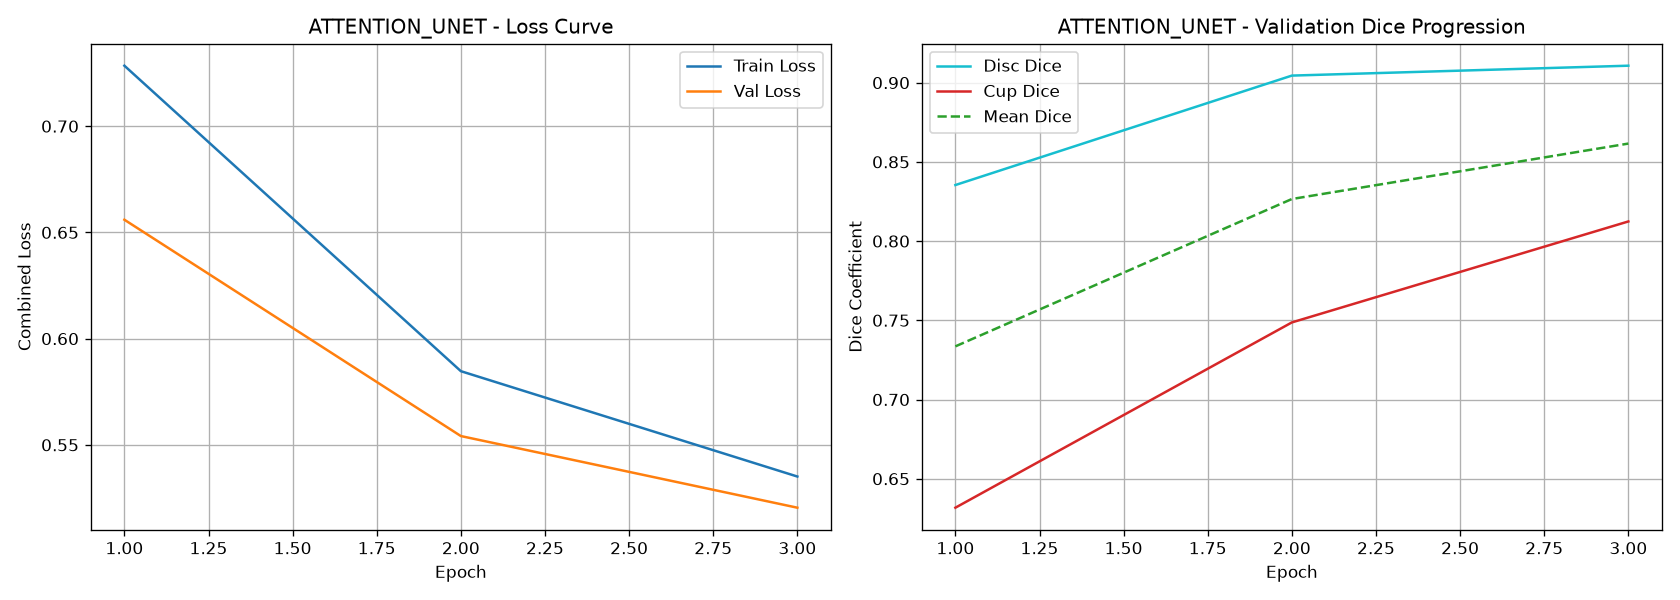 ATTENTION_UNET - Loss Curve
Train Loss
Val Loss
Combined Loss
0.70
0.65
0.60
0.55
1.00 1.25 1.50 1.75 2.00 2.25 2.50 2.75 3.00
Epoch
ATTENTION_UNET - Validation Dice Progression
Disc Dice
Cup Dice
Mean Dice
Dice Coefficient
0.90
0.85
0.80
0.75
0.70
0.65
1.00 1.25 1.50 1.75 2.00 2.25 2.50 2.75 3.00
Epoch